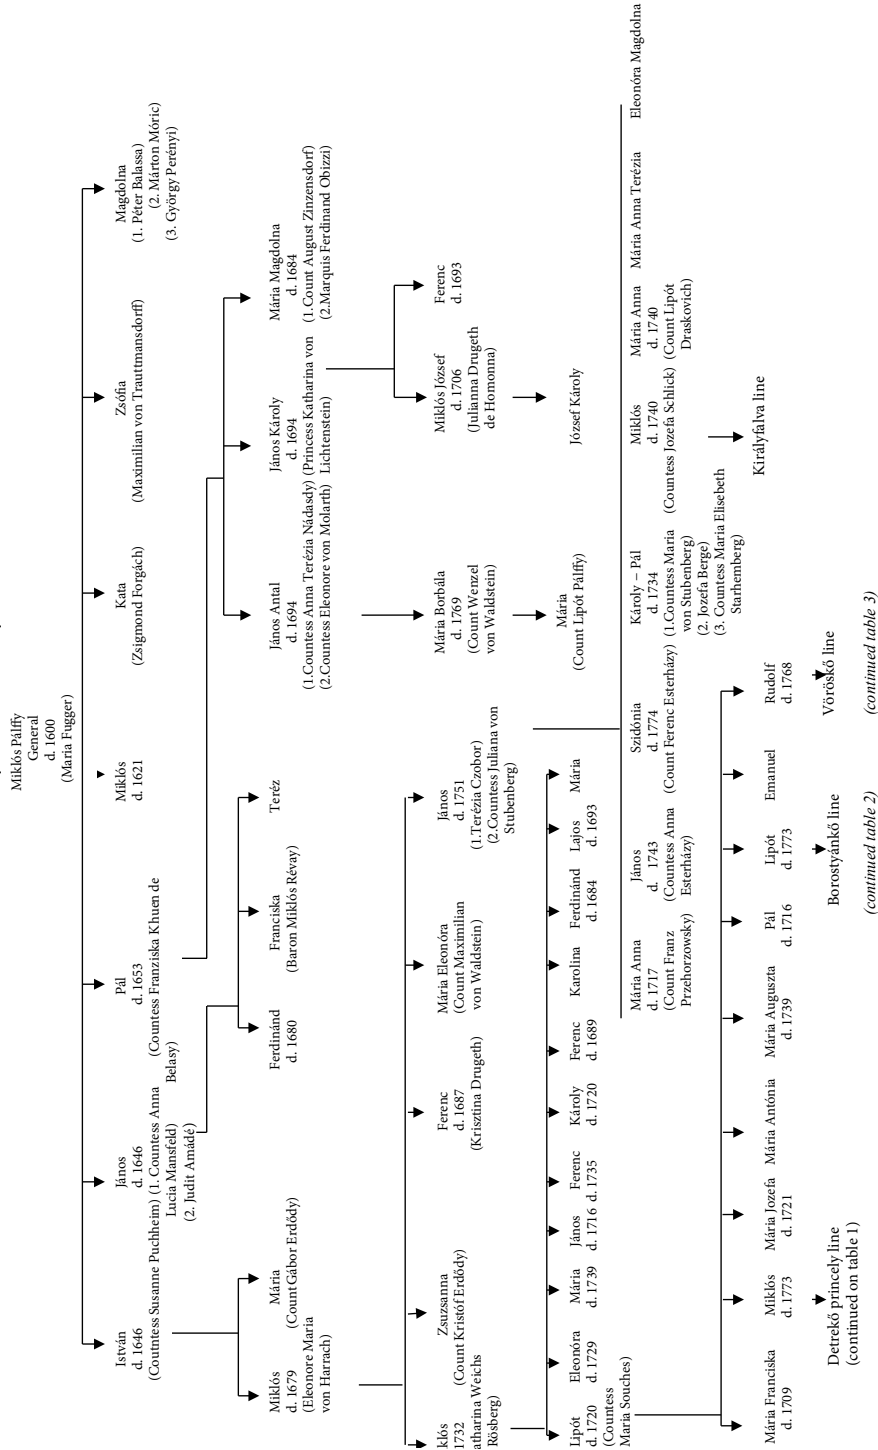 Miklós Pálffy
General
d. 1600
(Maria Fugger)
István
d. 1646
(Coutntess Susanne Puchheim)
János
d. 1646
(1. Countess Anna
Lucia Mansfeld)
(2. Judit Amádé)
Pál
d. 1653
(Countess Franziska Khuen de
Belasy)
Miklós
d. 1621
Kata
(Zsigmond Forgách)
Zsófia
(Maximilian von Trauttmansdorff)
Magdolna
(1. Péter Balassa)
(2. Márton Móric)
(3. György Perényi)
Miklós
d. 1679
(Eleonore Maria
von Harrach)
Mária
(Count Gábor Erdődy)
Ferdinánd
d. 1680
Franciska
(Baron Miklós Révay)
Teréz
János Antal
d. 1694
(1.Countess Anna Terézia Nádasdy)
(2.Countess Eleonore von Molarth)
János Károly
d. 1694
(Princess Katharina von
Lichtenstein)
Mária Magdolna
d. 1684
(1.Count August Zinzensdorf)
(2.Marquis Ferdinand Obizzi)
klós
1732
atharina Weichs
Rösberg)
Zsuzsanna
(Count Kristóf Erdődy)
Ferenc
d. 1687
(Krisztina Drugeth)
Mária Eleonóra
(Count Maximilian
von Waldstein)
János
d. 1751
(1.Terézia Czobor)
(2.Countess Juliana von
Stubenberg)
Mária Borbála
d. 1769
(Count Wenzel
von Waldstein)
Miklós József
d. 1706
(Julianna Drugeth
de Homonna)
Ferenc
d. 1693
Lipót
d. 1720
(Countess
Maria Souches)
Eleonóra
d. 1729
Mária
d. 1739
János
d. 1716
Ferenc
d. 1735
Károly
d. 1720
Ferenc
d. 1689
Karolina
Ferdinánd
d. 1684
Lajos
d. 1693
Mária
Mária
(Count Lipót Pálffy)
József Károly
Mária Anna
d. 1717
(Count Franz
Przehorzowsky)
János
d. 1743
(Countess Anna
Esterházy)
Szidónia
d. 1774
(Count Ferenc Esterházy)
Károly – Pál
d. 1734
(1.Countess Maria
von Stubenberg)
(2. Jozefa Berge)
(3. Countess Maria Elisebeth
Starhemberg)
Miklós
d. 1740
(Countess Jozefa Schlick)
Mária Anna
d. 1740
(Count Lipót
Draskovich)
Mária Anna Terézia
Eleonóra Magdolna
Királyfalva line
Mária Franciska
d. 1709
Miklós
d. 1773
Mária Jozefa
d. 1721
Mária Antónia
Mária Auguszta
d. 1739
Pál
d. 1716
Lipót
d. 1773
Emanuel
Rudolf
d. 1768
Detrekő princely line
(continued on table 1)
Borostyánkő line
(continued table 2)
Vöröskő line
(continued table 3)